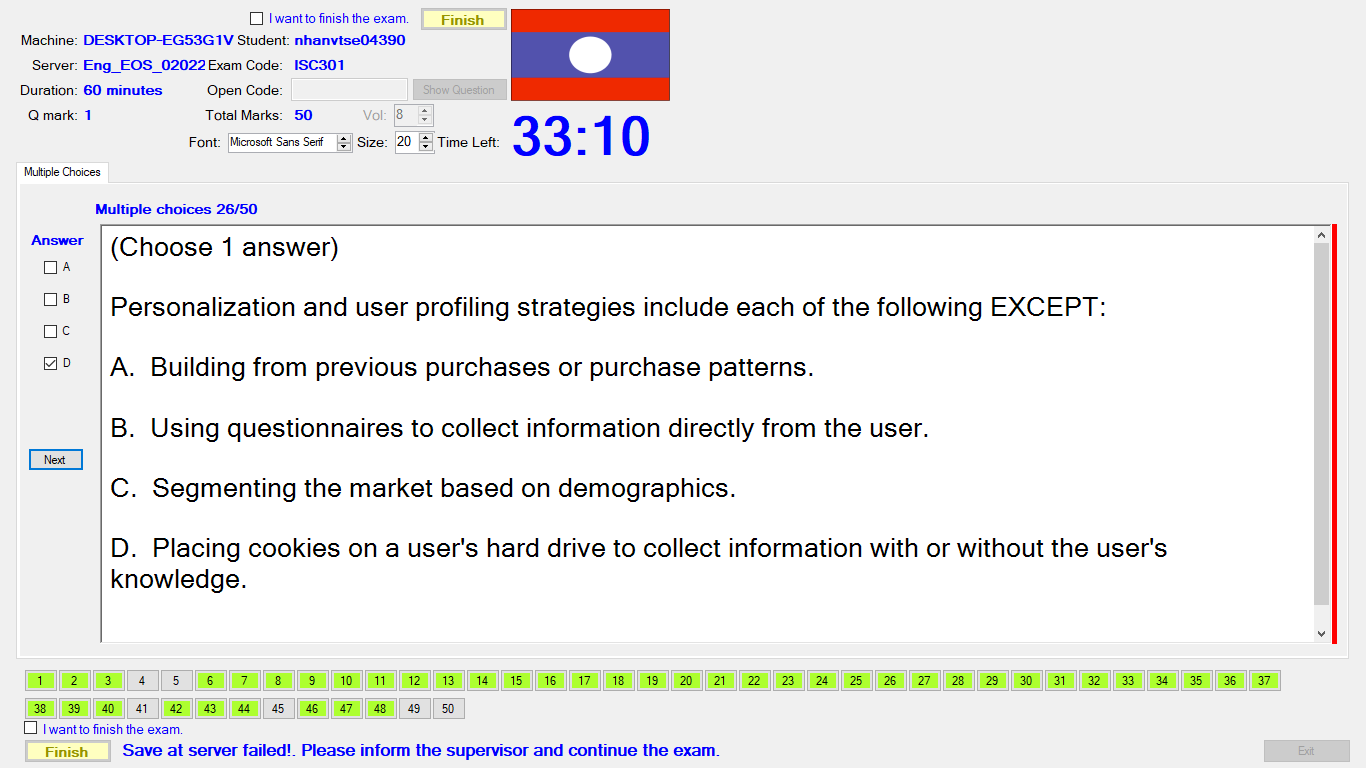 I want to finish the exam. Finish
Machine: DESKTOP-EG53G1V Student: nhanvtse04390
Server: Eng_EOS_02022 Exam Code: ISC301
Duration: 60 minutes Open Code: Show Question
Q mark: 1 Total Marks: 50 Vol: 8
Font: Microsoft Sans Serif Size: 20 Time Left: 33:10
Multiple Choices
Multiple choices 26/50
Answer
A
B
C
D
Next
(Choose 1 answer)
Personalization and user profiling strategies include each of the following EXCEPT:
A. Building from previous purchases or purchase patterns.
B. Using questionnaires to collect information directly from the user.
C. Segmenting the market based on demographics.
D. Placing cookies on a user's hard drive to collect information with or without the user's
knowledge.
1 2 3 4 5 6 7 8 9 10 11 12 13 14 15 16 17 18 19 20 21 22 23 24 25 26 27 28 29 30 31 32 33 34 35 36 37
38 39 40 41 42 43 44 45 46 47 48 49 50
I want to finish the exam.
Finish Save at server failed!. Please inform the supervisor and continue the exam. Exit